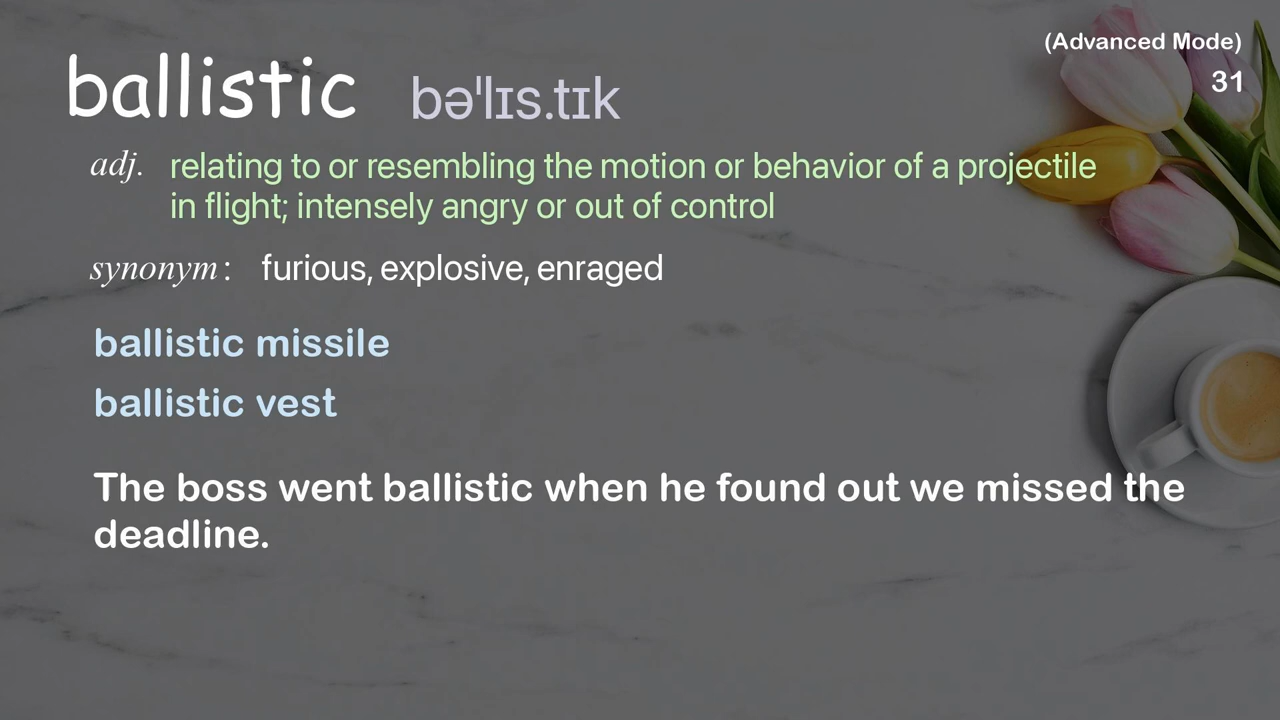 (Advanced Mode)
31
ballistic bəˈlɪs.tɪk
adj. relating to or resembling the motion or behavior of a projectile
in flight; intensely angry or out of control
synonym: furious, explosive, enraged
ballistic missile
ballistic vest
The boss went ballistic when he found out we missed the
deadline.